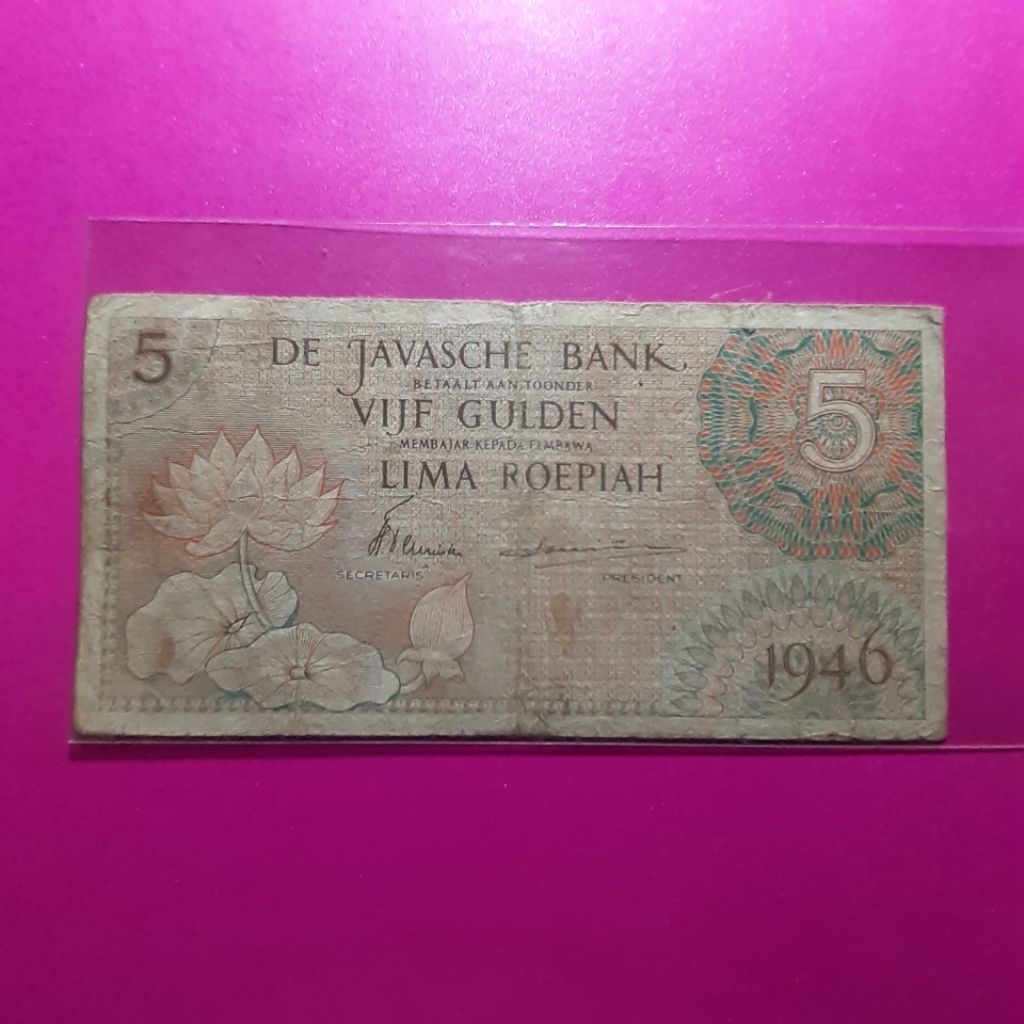 5 DE JAVASCHE BANK 5
BETAALT AAN TOONDER
VIJF GULDEN
MEMBAJAR KEPADA PEMBAWA
LIMA ROEPIAH
SECRETARIS PRESIDENT
1946